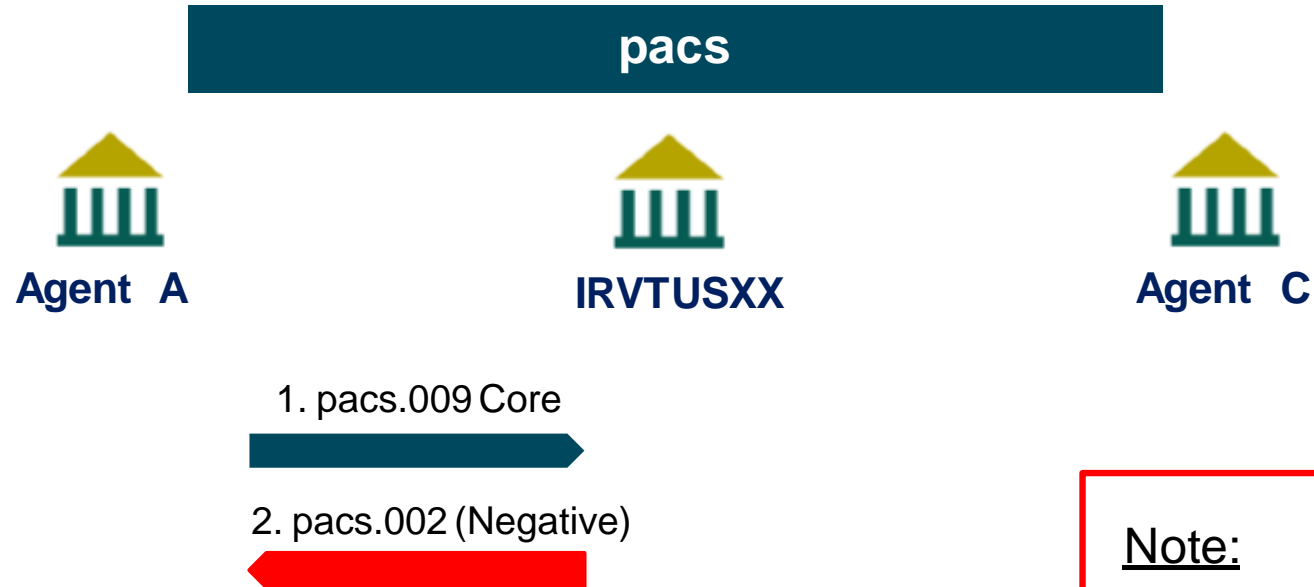 pacs
Agent A
IRVTUSXX
Agent C
1. pacs.009 Core
2. pacs.002 (Negative)
Note: